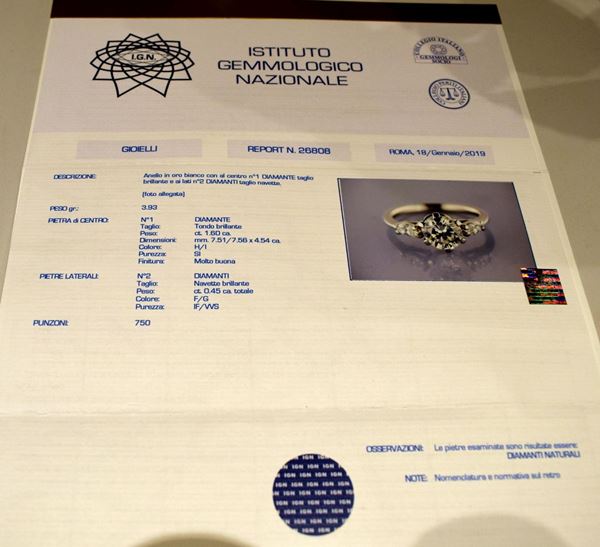 I.G.N.
ISTITUTO
GEMMOLOGICO
NAZIONALE
COLLEGIO ITALIANO
GEMMOLOGI
SOCIO
GIOIELLI
REPORT N. 26808
ROMA, 18/Gennaio/2019
DESCRIZIONE: Anello in oro bianco con al centro n°1 DIAMANTE taglio
brillante e ai lati n°2 DIAMANTI taglio navette.
(foto allegata)
PESO gr.: 3.93
PIETRA di CENTRO: N°1 DIAMANTE
Taglio: Tondo brillante
Peso: ct. 1.60 ca.
Dimensioni: mm. 7.51/7.56 x 4.54 ca.
Colore: H/I
Purezza: SI
Finitura: Molto buona
PIETRE LATERALI: N°2 DIAMANTI
Taglio: Navette brillante
Peso: ct. 0.45 ca. totale
Colore: F/G
Purezza: IF/VVS
PUNZONI: 750
OSSERVAZIONI: Le pietre esaminate sono risultate essere:
DIAMANTI NATURALI
NOTE: Nomenclatura e normativa sul retro
IGN IGN IGN